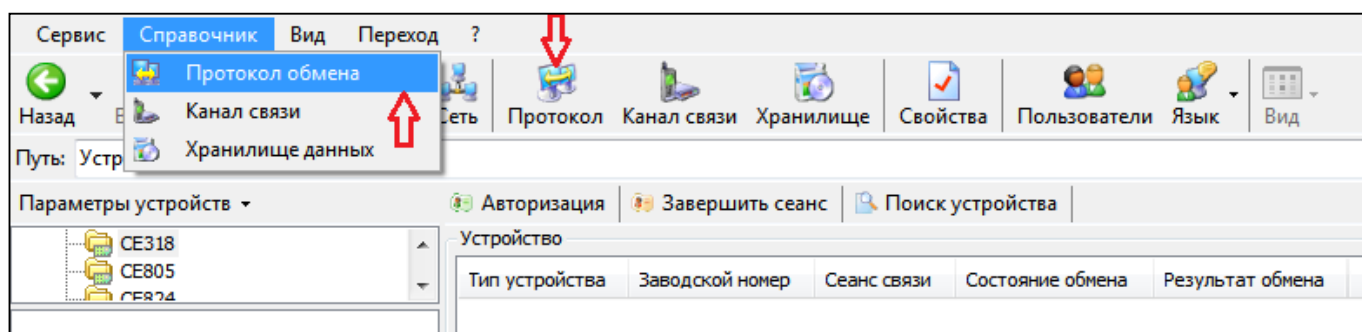 Сервис Справочник Вид Переход ?
Протокол обмена
Канал связи
Хранилище данных
Назад Сеть Протокол Канал связи Хранилище Свойства Пользователи Язык Вид
Путь: Устр
Параметры устройств Авторизация Завершить сеанс Поиск устройства
CE318
CE805
CE824
Устройство
Тип устройства Заводской номер Сеанс связи Состояние обмена Результат обмена